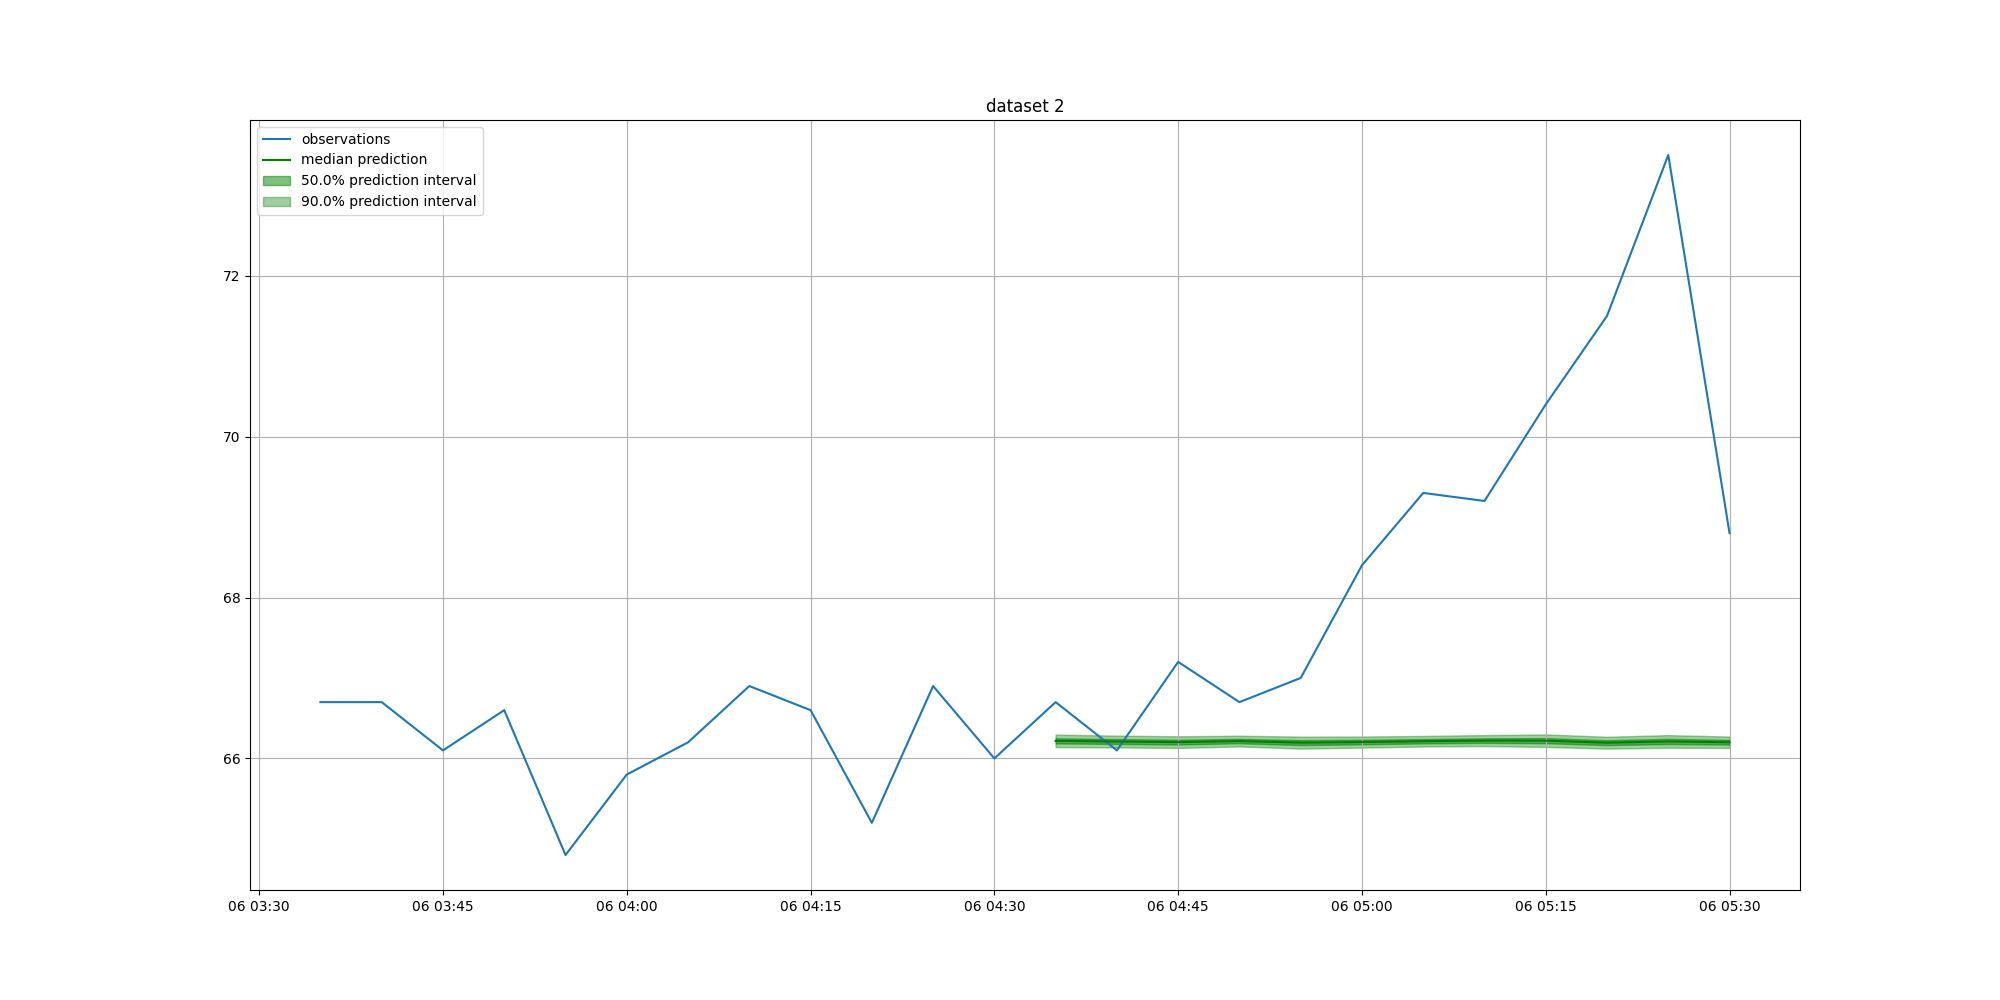 dataset 2
observations
median prediction
50.0% prediction interval
90.0% prediction interval
72
70
68
66
06 03:30 06 03:45 06 04:00 06 04:15 06 04:30 06 04:45 06 05:00 06 05:15 06 05:30